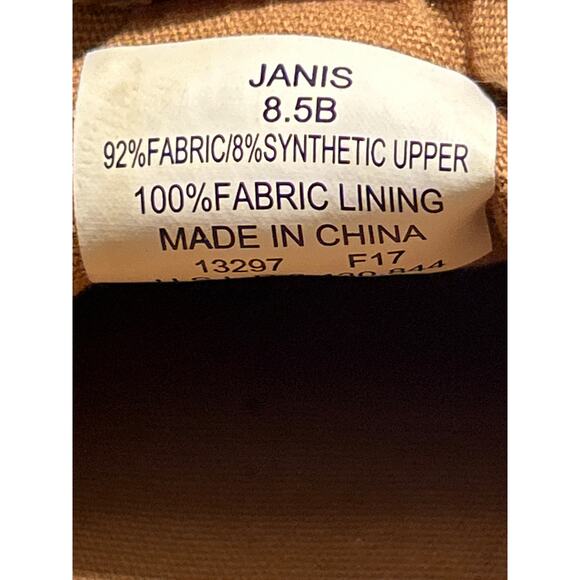 JANIS
8.5B
92%FABRIC/8%SYNTHETIC UPPER
100%FABRIC LINING
MADE IN CHINA
13297 F17